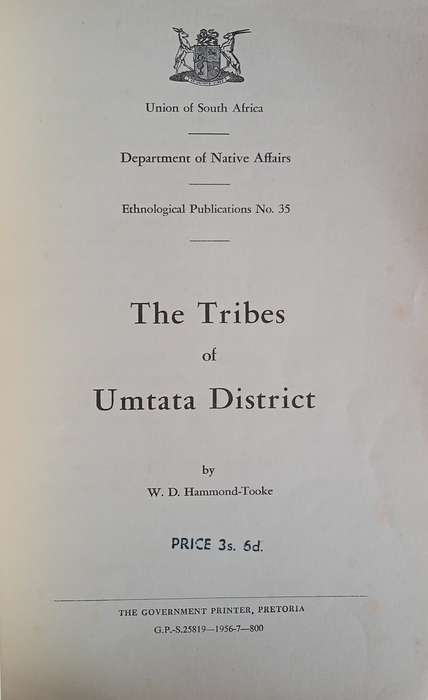 Union of South Africa
Department of Native Affairs
Ethnological Publications No. 35
The Tribes
of
Umtata District
by
W. D. Hammond-Tooke
PRICE 3s. 6d.
THE GOVERNMENT PRINTER, PRETORIA
G.P.-S.25819—1956-7—800